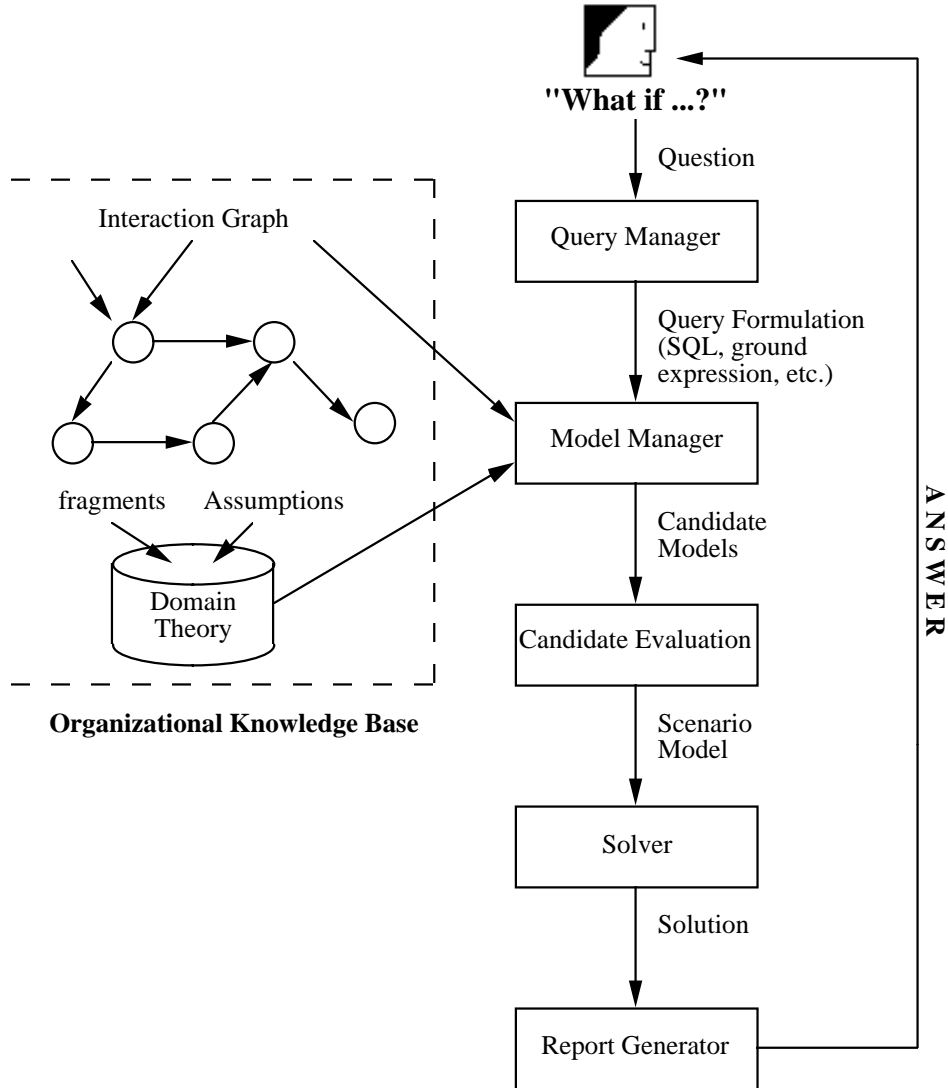 "What if ...?"
Question
Interaction Graph
Query Manager
Query Formulation
(SQL, ground
expression, etc.)
Model Manager
fragments
Assumptions
Candidate
Models
ANSWER
Domain
Theory
Candidate Evaluation
Organizational Knowledge Base
Scenario
Model
Solver
Solution
Report Generator